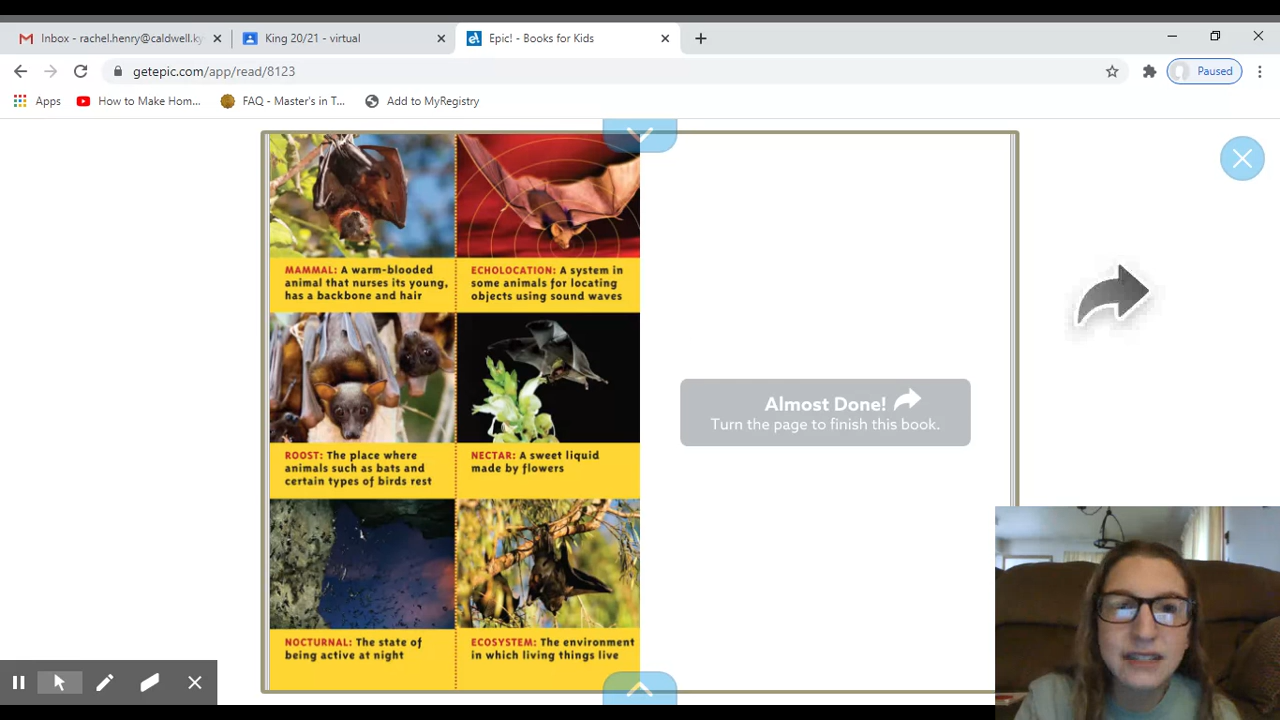 Inbox - rachel.henry@caldwell.ky
King 20/21 - virtual
Epic! - Books for Kids
getepic.com/app/read/8123
Paused
Apps
How to Make Hom...
FAQ - Master's in T...
Add to MyRegistry
MAMMAL: A warm-blooded
animal that nurses its young,
has a backbone and hair
ECHOLOCATION: A system in
some animals for locating
objects using sound waves
ROOST: The place where
animals such as bats and
certain types of birds rest
NECTAR: A sweet liquid
made by flowers
NOCTURNAL: The state of
being active at night
ECOSYSTEM: The environment
in which living things live
Almost Done!
Turn the page to finish this book.